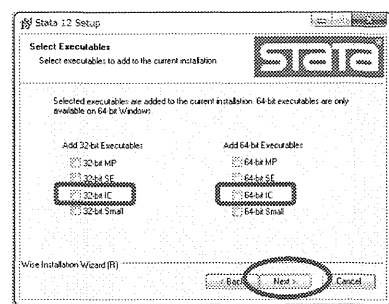 Stata 12 Setup
Select Executables
Select executables to add to the current installation.
STATA
Selected executables are added to the current installation. 64-bit executables are only
available on 64-bit Windows.
Add 32-bit Executables
32-bit MP
32-bit SE
32-bit IC
32-bit Small
Add 64-bit Executables
64-bit MP
64-bit SE
64-bit IC
64-bit Small
Wise Installation Wizard (R)
< Back
Next >
Cancel